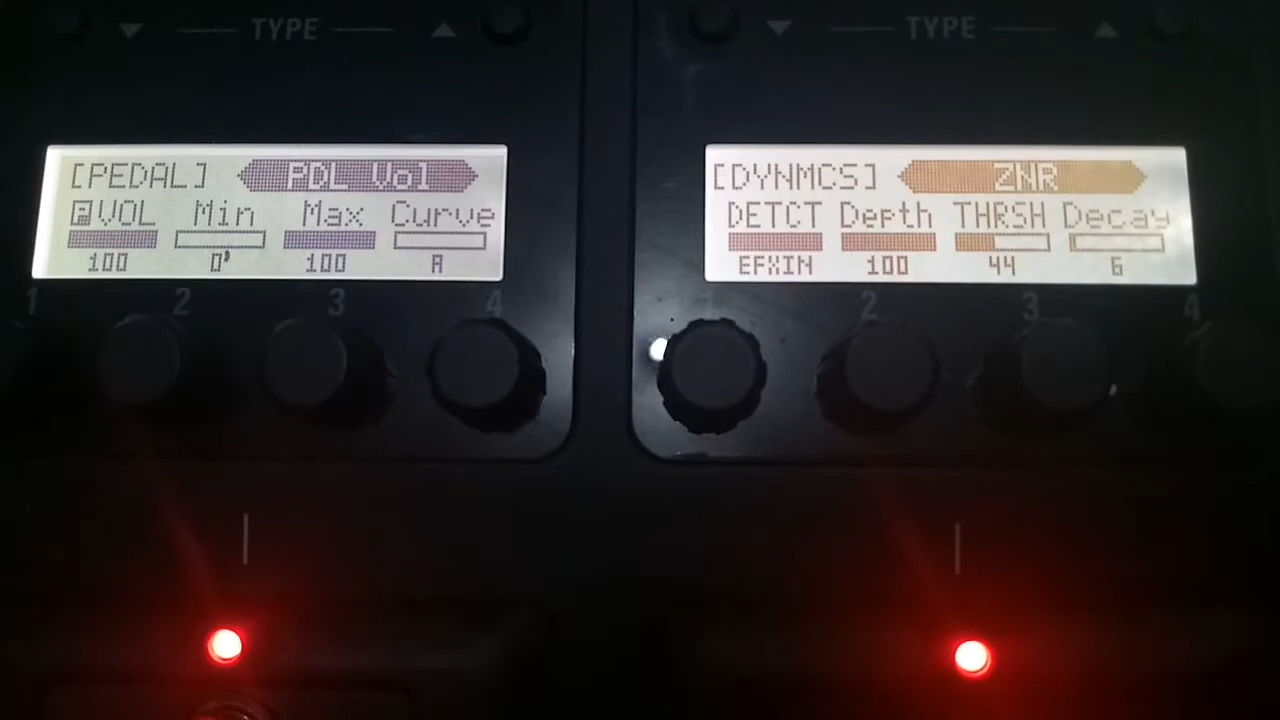 TYPE
TYPE
[PEDAL] PDL Vol
P VOL Min Max Curve
100 0 100 A
[DYNMCS] ZNR
DETCT Depth THRSH Decay
EFXIN 100 44 6
1 2 3 4
1 2 3 4